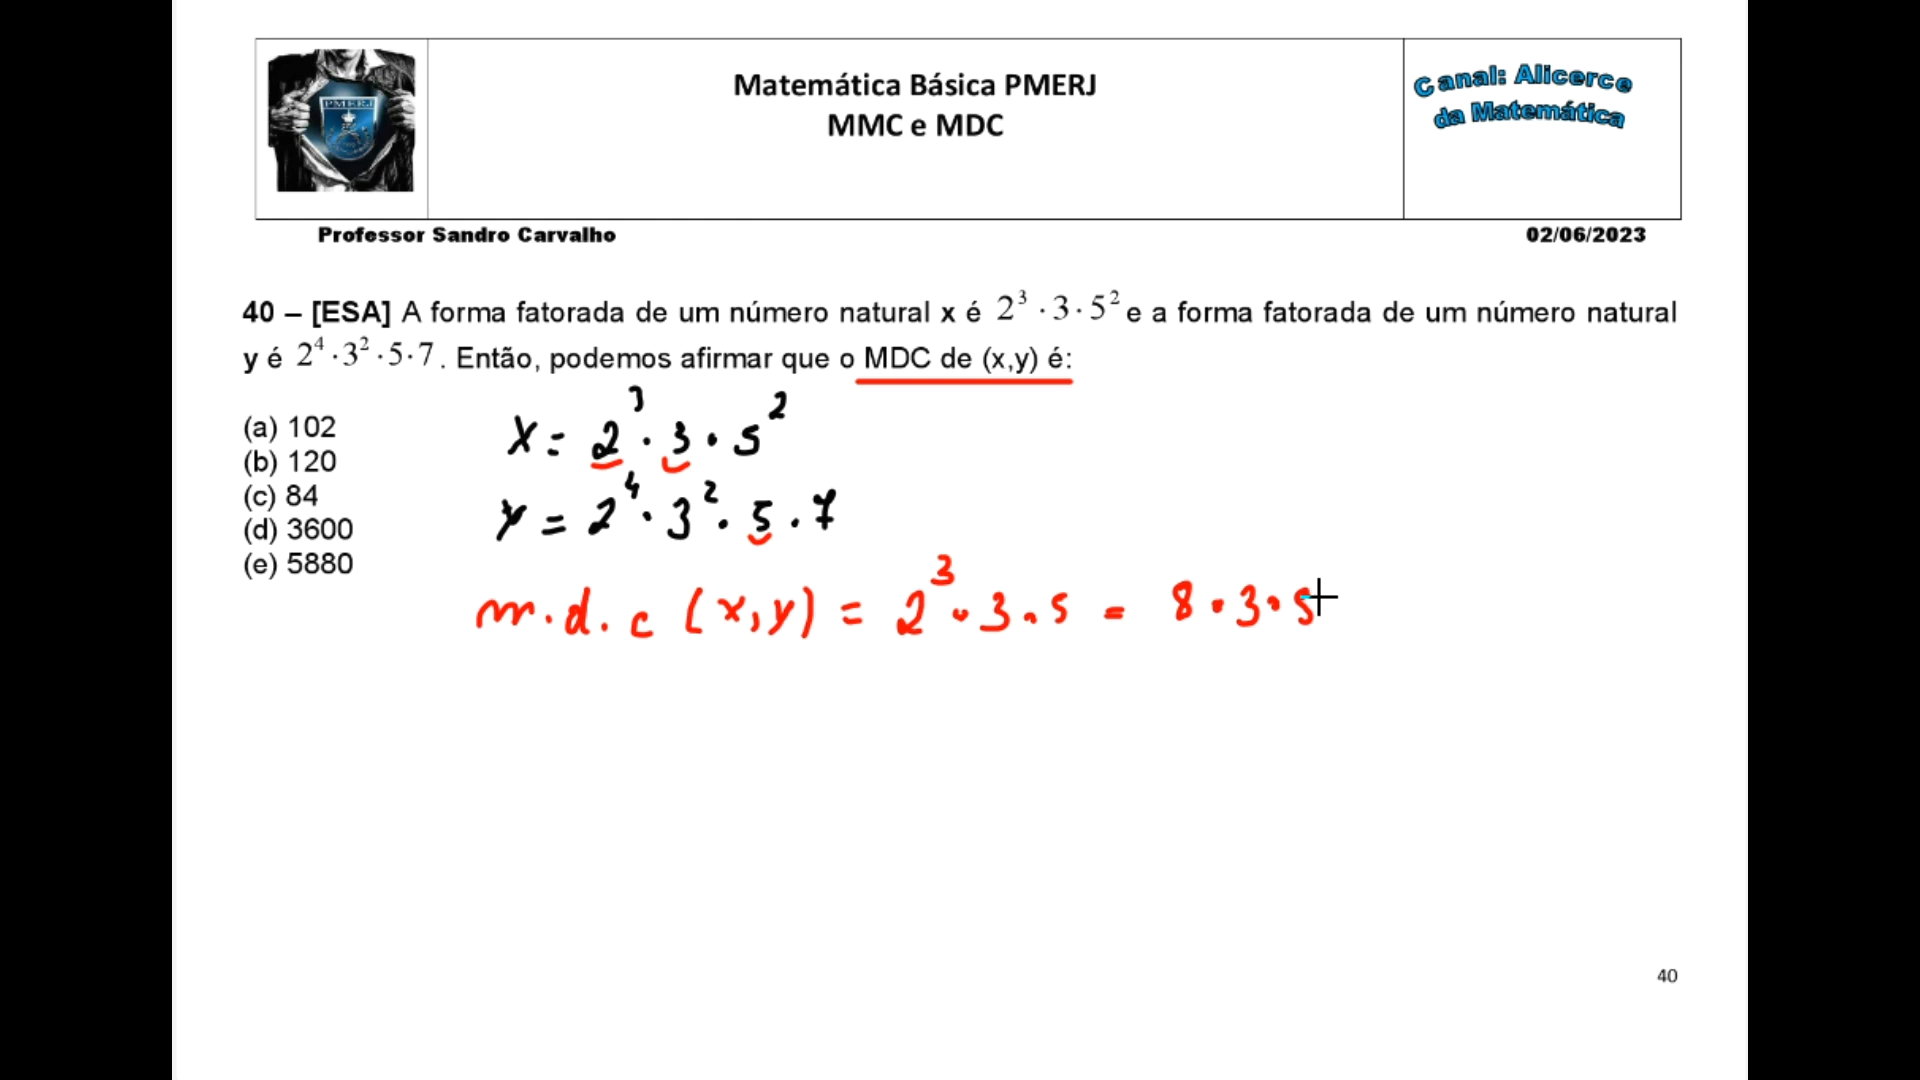 PMERJ
Matemática Básica PMERJ
MMC e MDC
Canal: Alicerce
da Matemática
Professor Sandro Carvalho
02/06/2023
40 – [ESA] A forma fatorada de um número natural x é 2³ · 3 · 5² e a forma fatorada de um número natural
y é 2⁴ · 3² · 5 · 7 . Então, podemos afirmar que o MDC de (x,y) é:
(a) 102
(b) 120
(c) 84
(d) 3600
(e) 5880
x = 2³ · 3 · 5²
y = 2⁴ · 3² · 5 · 7
m.d.c (x,y) = 2³ · 3 · 5 = 8 · 3 · 5
40